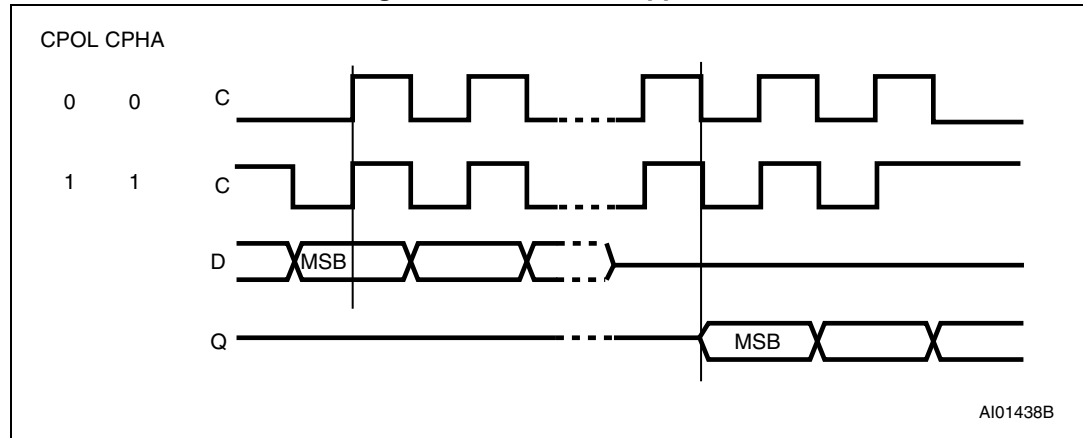 CPOL CPHA
0 0 C
1 1 C
D MSB
Q MSB
AI01438B